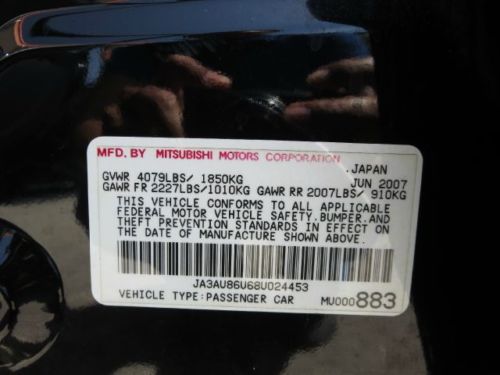 MFD. BY MITSUBISHI MOTORS CORPORATION JAPAN
GVWR 4079LBS/ 1850KG JUN 2007
GAWR FR 2227LBS/1010KG GAWR RR 2007LBS/ 910KG
THIS VEHICLE CONFORMS TO ALL APPLICABLE
FEDERAL MOTOR VEHICLE SAFETY.BUMPER.AND
THEFT PREVENTION STANDARDS IN EFFECT ON
THE DATE OF MANUFACTURE SHOWN ABOVE.
JA3AU86U68U024453
VEHICLE TYPE:PASSENGER CAR MU000883